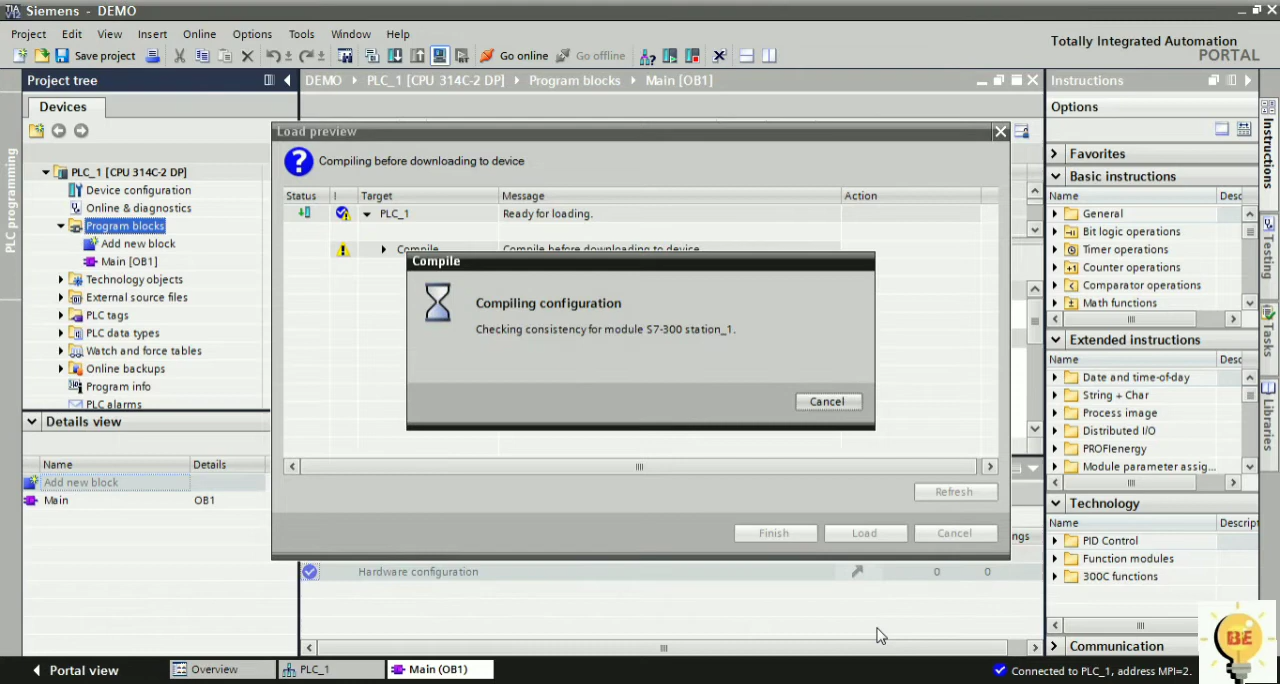 TIA
V12
Siemens - DEMO
Project Edit View Insert Online Options Tools Window Help
Save project
Go online
Go offline
Totally Integrated Automation
PORTAL
Project tree
DEMO PLC_1 [CPU 314C-2 DP] Program blocks Main [OB1]
Instructions
Devices
Options
PLC programming
Load preview
Compiling before downloading to device
Status ! Target Message Action
PLC_1 Ready for loading.
Compile Compile before downloading to device
Compile
Compiling configuration
Checking consistency for module S7-300 station_1.
Cancel
Refresh
Finish Load Cancel
PLC_1 [CPU 314C-2 DP]
Device configuration
Online & diagnostics
Program blocks
Add new block
Main [OB1]
Technology objects
External source files
PLC tags
PLC data types
Watch and force tables
Online backups
Program info
PLC alarms
Details view
Name Details
Add new block
Main OB1
ngs
Hardware configuration 0 0
Favorites
Basic instructions
Name Desc
General
Bit logic operations
Timer operations
Counter operations
Comparator operations
Math functions
Extended instructions
Name Desc
Date and time-of-day
String + Char
Process image
Distributed I/O
PROFIenergy
Module parameter assig...
Technology
Name Descript
PID Control
Function modules
300C functions
Communication
Instructions
Testing
Tasks
Libraries
BE
Portal view
Overview
PLC_1
Main (OB1)
Connected to PLC_1, address MPI=2.